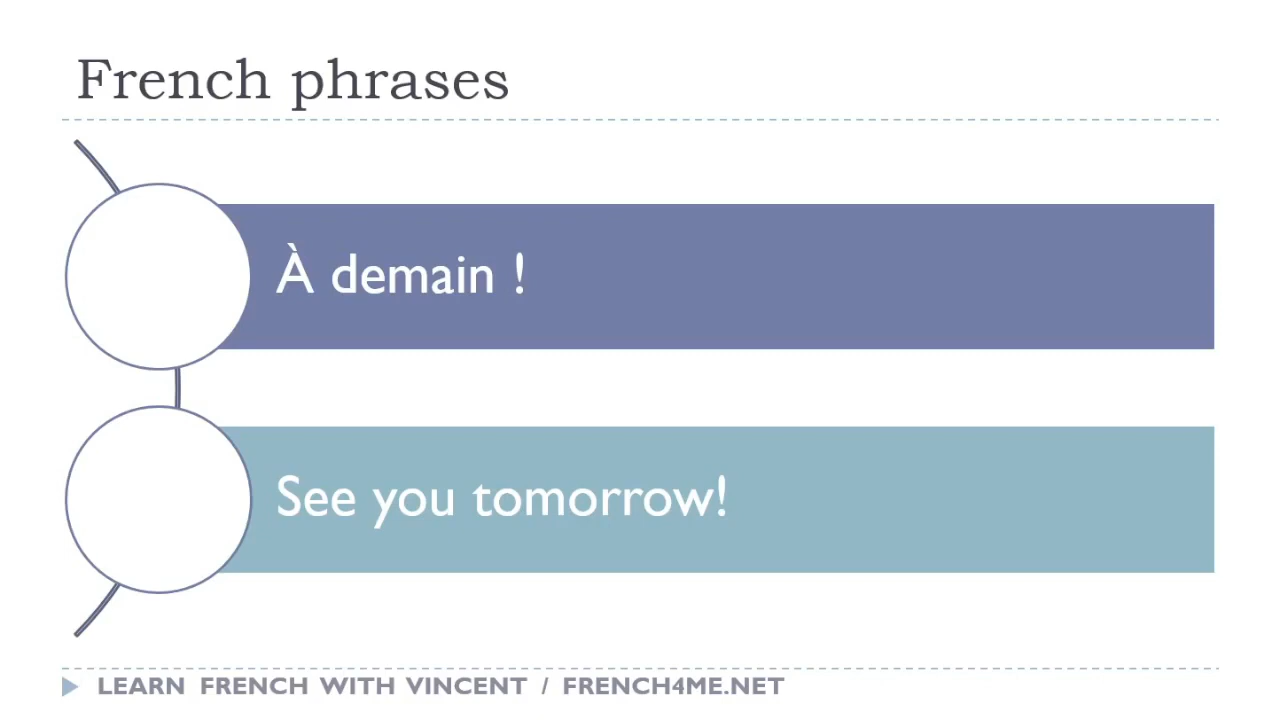 French phrases
À demain !
See you tomorrow!
LEARN FRENCH WITH VINCENT / FRENCH4ME.NET